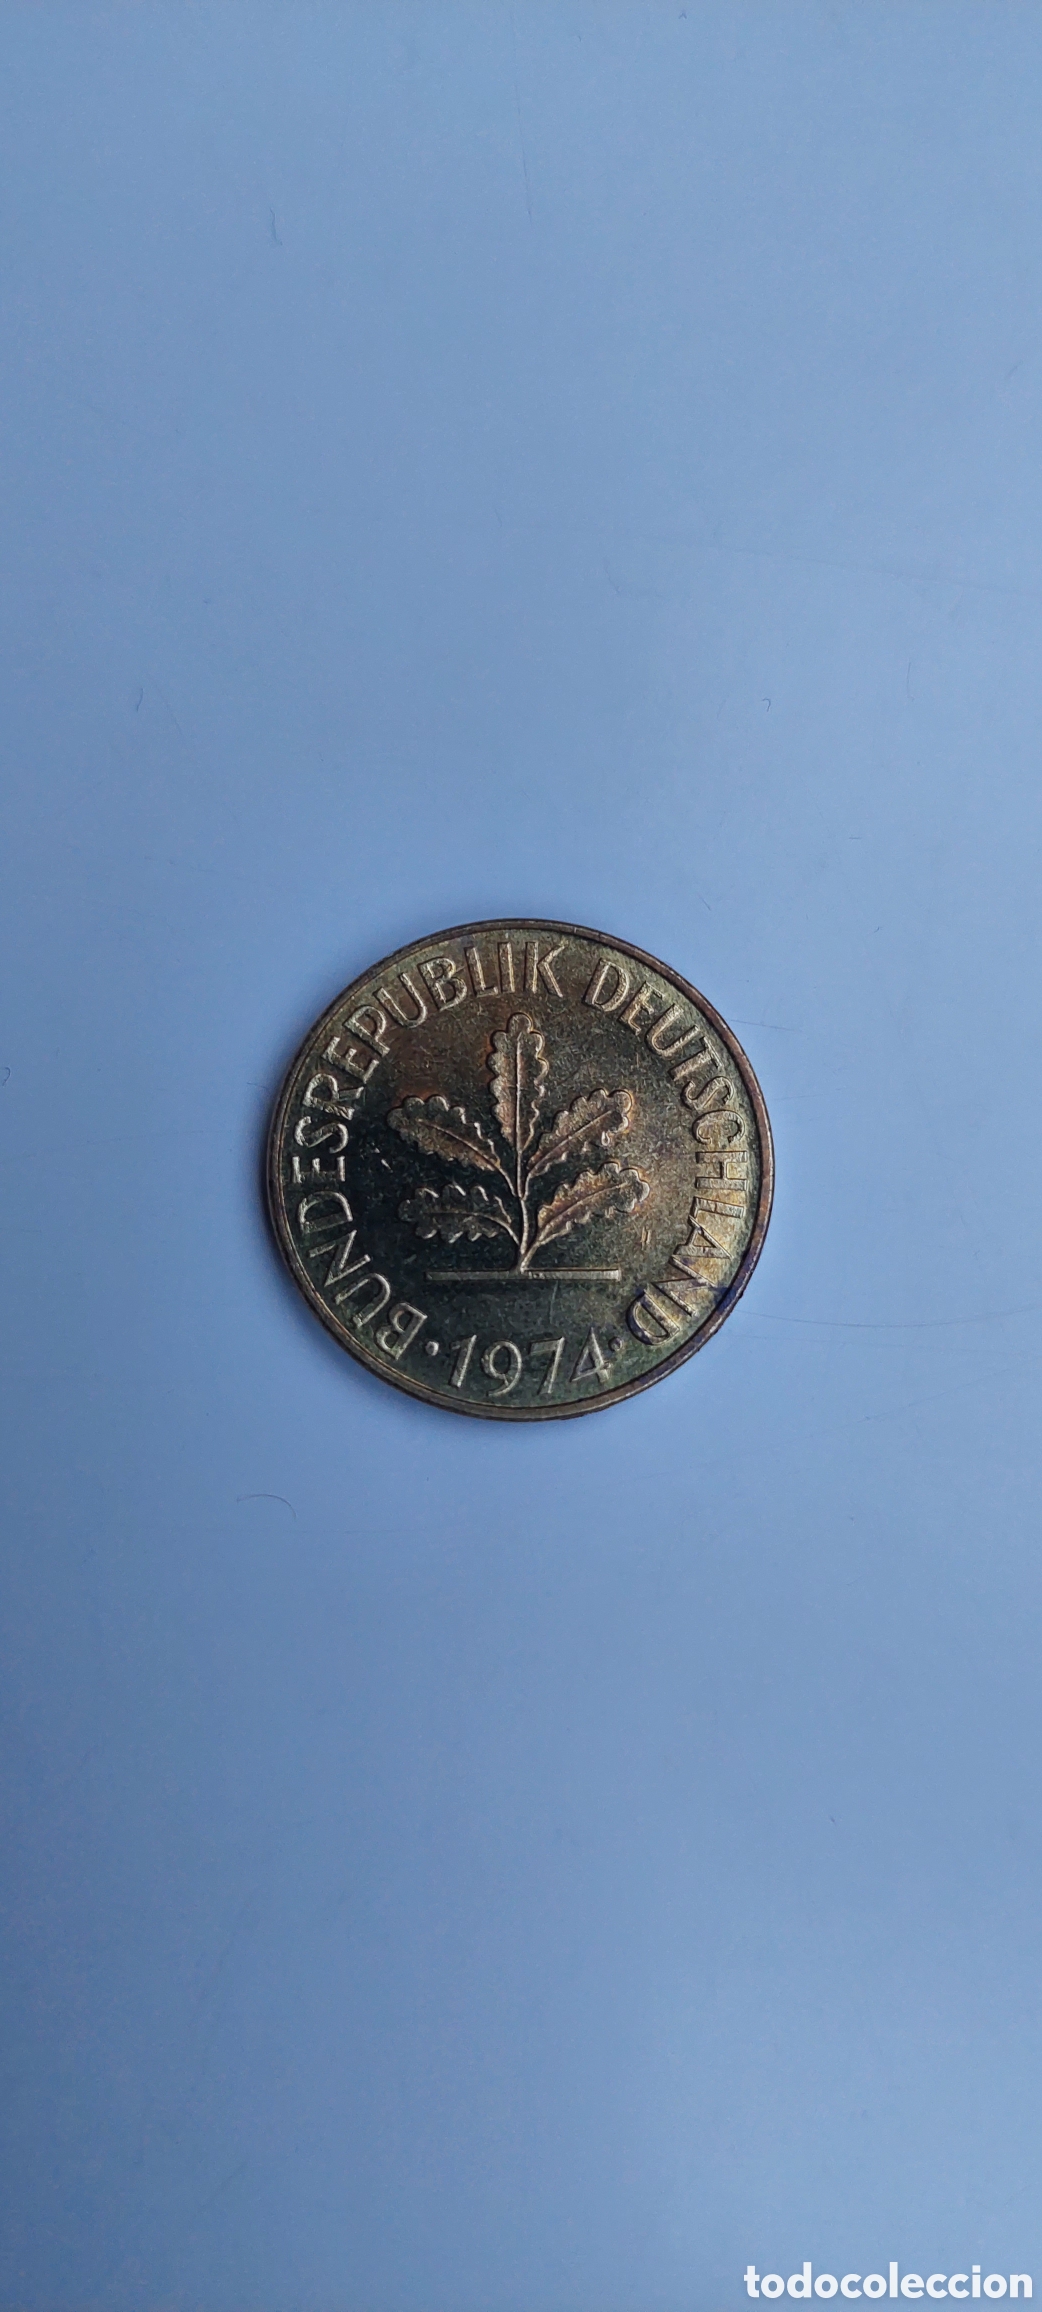 BUNDESREPUBLIK DEUTSCHLAND
· 1974 ·
todocoleccion